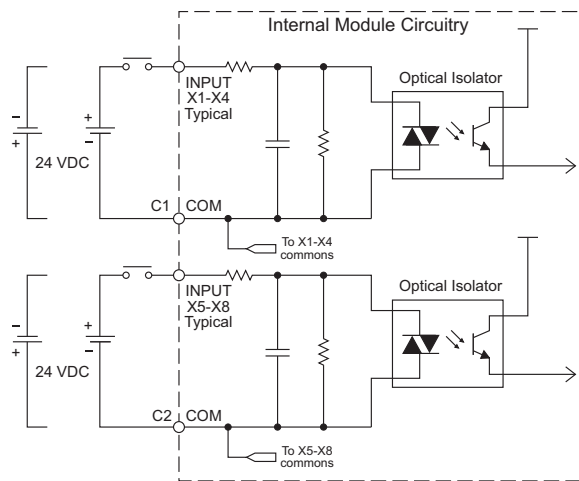 Internal Module Circuitry
Optical Isolator
INPUT
X1-X4
Typical
−
+
+
−
24 VDC
C1
COM
To X1-X4
commons
Optical Isolator
INPUT
X5-X8
Typical
−
+
+
−
24 VDC
C2
COM
To X5-X8
commons